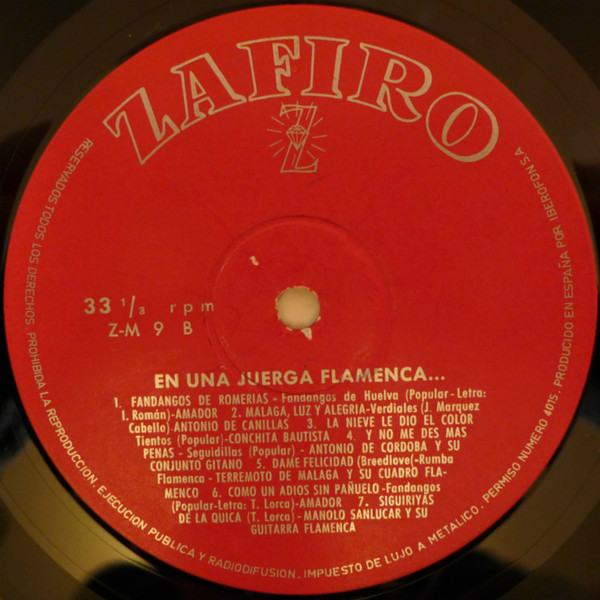 ZAFIRO
Z
33 1/3 rpm
Z-M 9 B
EN UNA JUERGA FLAMENCA...
1. FANDANGOS DE ROMERIAS - Fandangos de Huelva (Popular-Letra:
I. Román)-AMADOR 2. MALAGA, LUZ Y ALEGRIA-Verdiales (J. Marquez
Cabello)-ANTONIO DE CANILLAS 3. LA NIEVE LE DIO EL COLOR
Tientos (Popular)-CONCHITA BAUTISTA 4. Y NO ME DES MAS
PENAS - Seguidillas (Popular) - ANTONIO DE CORDOBA Y SU
CONJUNTO GITANO 5. DAME FELICIDAD (Breedlove)-Rumba
Flamenca - TERREMOTO DE MALAGA Y SU CUADRO FLA-
MENCO 6. COMO UN ADIOS SIN PAÑUELO-Fandangos
(Popular-Letra: T. Lorca)-AMADOR 7. SIGUIRIYAS
DE LA QUICA (T. Lorca) - MANOLO SANLUCAR Y SU
GUITARRA FLAMENCA
RESERVADOS TODOS LOS DERECHOS. PROHIBIDA LA REPRODUCCION, EJECUCION PUBLICA Y RADIODIFUSION. IMPUESTO DE LUJO A METALICO. PERMISO NUMERO 4015. PRODUCIDO EN ESPAÑA POR IBEROFON S A